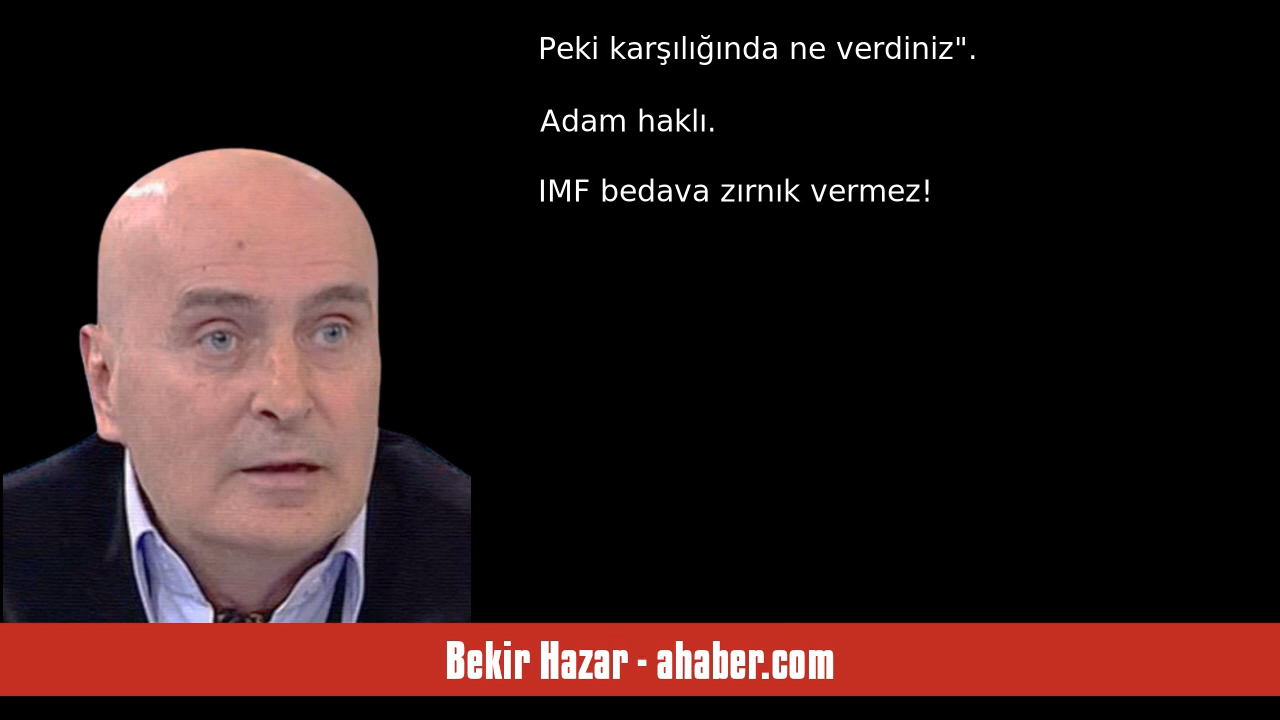 Peki karşılığında ne verdiniz".
Adam haklı.
IMF bedava zırnık vermez!
Bekir Hazar - ahaber.com